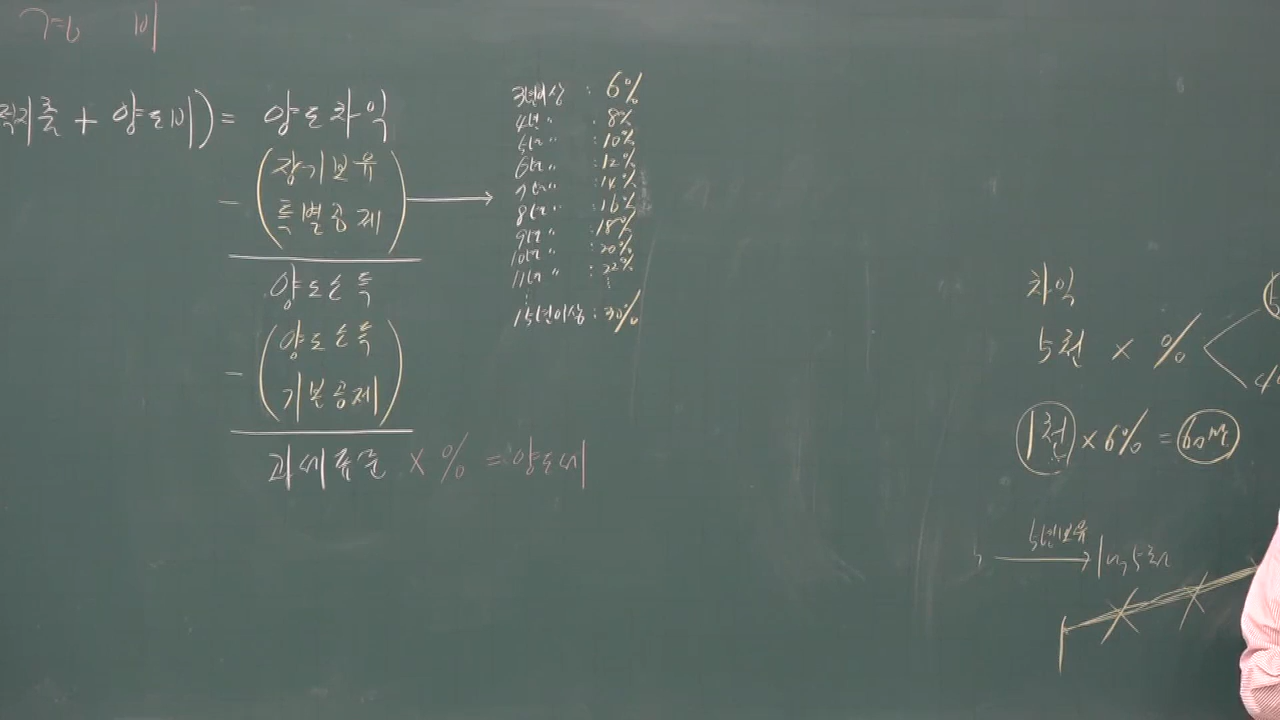 비
적지출 + 양도비) = 양도차익
- (장기보유
특별공제)
양도소득
- (양도소득
기본공제)
과세표준 × % = 양도세
3년이상 : 6%
4년 〃 : 8%
5년 〃 : 10%
6년 〃 : 12%
7년 〃 : 14%
8년 〃 : 16%
9년 〃 : 18%
10년 〃 : 20%
11년 〃 : 22%
⋮ ⋮
15년이상 : 30%
차익
5천 × %
1천 × 6% = 60만
5년보유